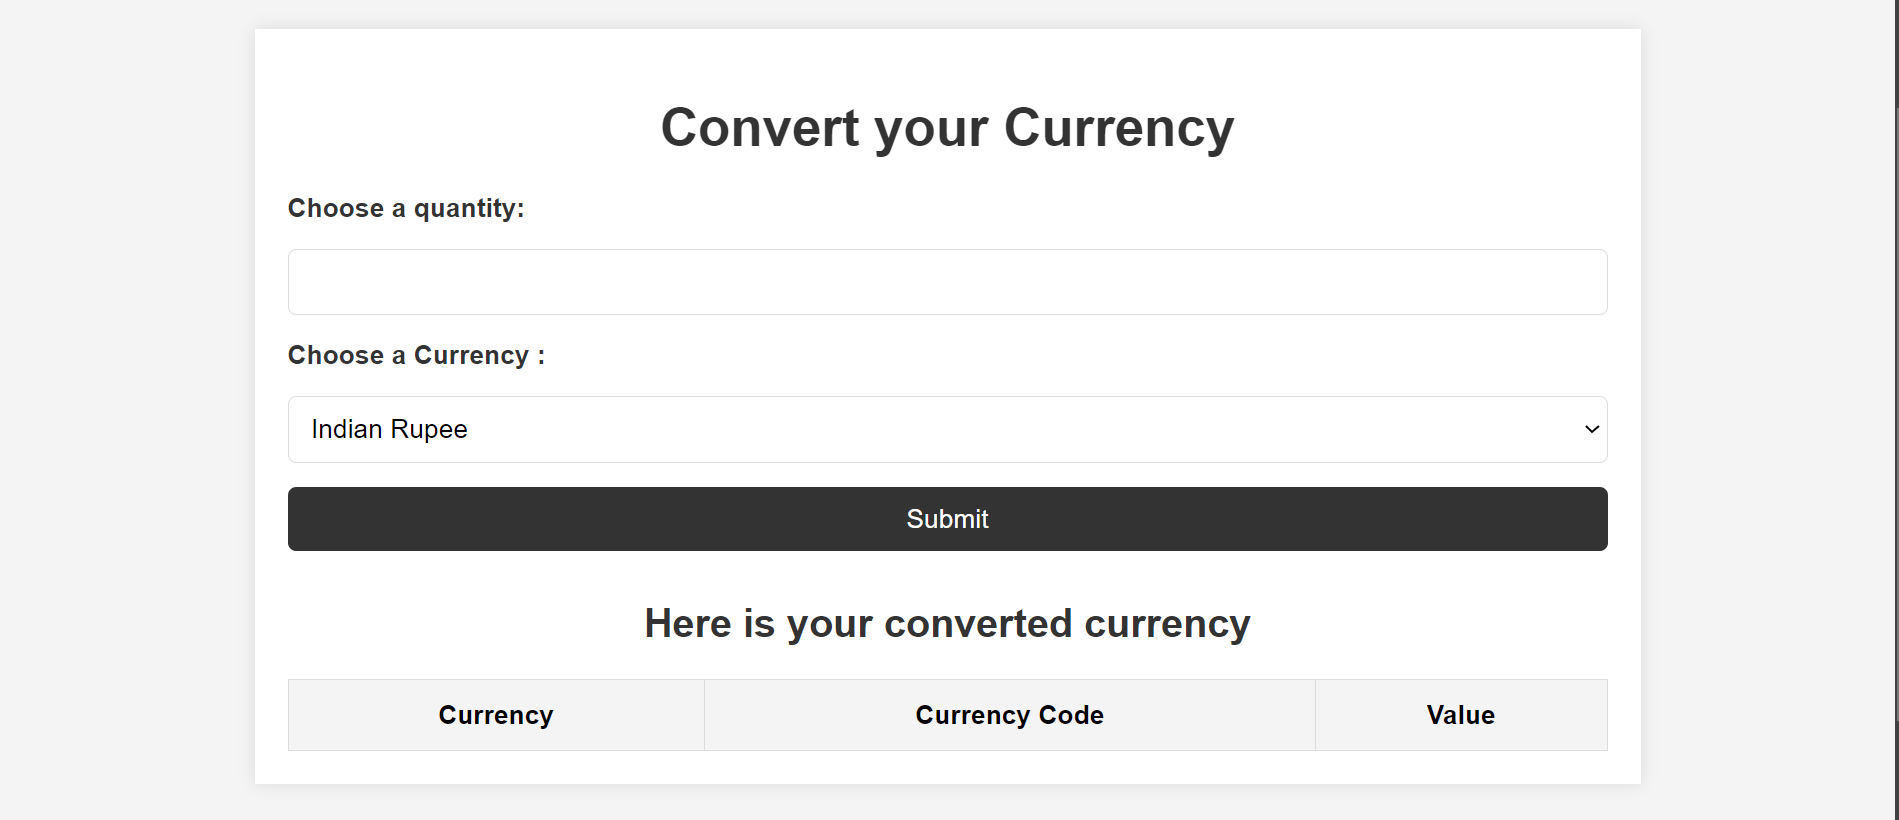 Convert your Currency
Choose a quantity:
Choose a Currency :
Indian Rupee
Submit
Here is your converted currency
Currency Currency Code Value